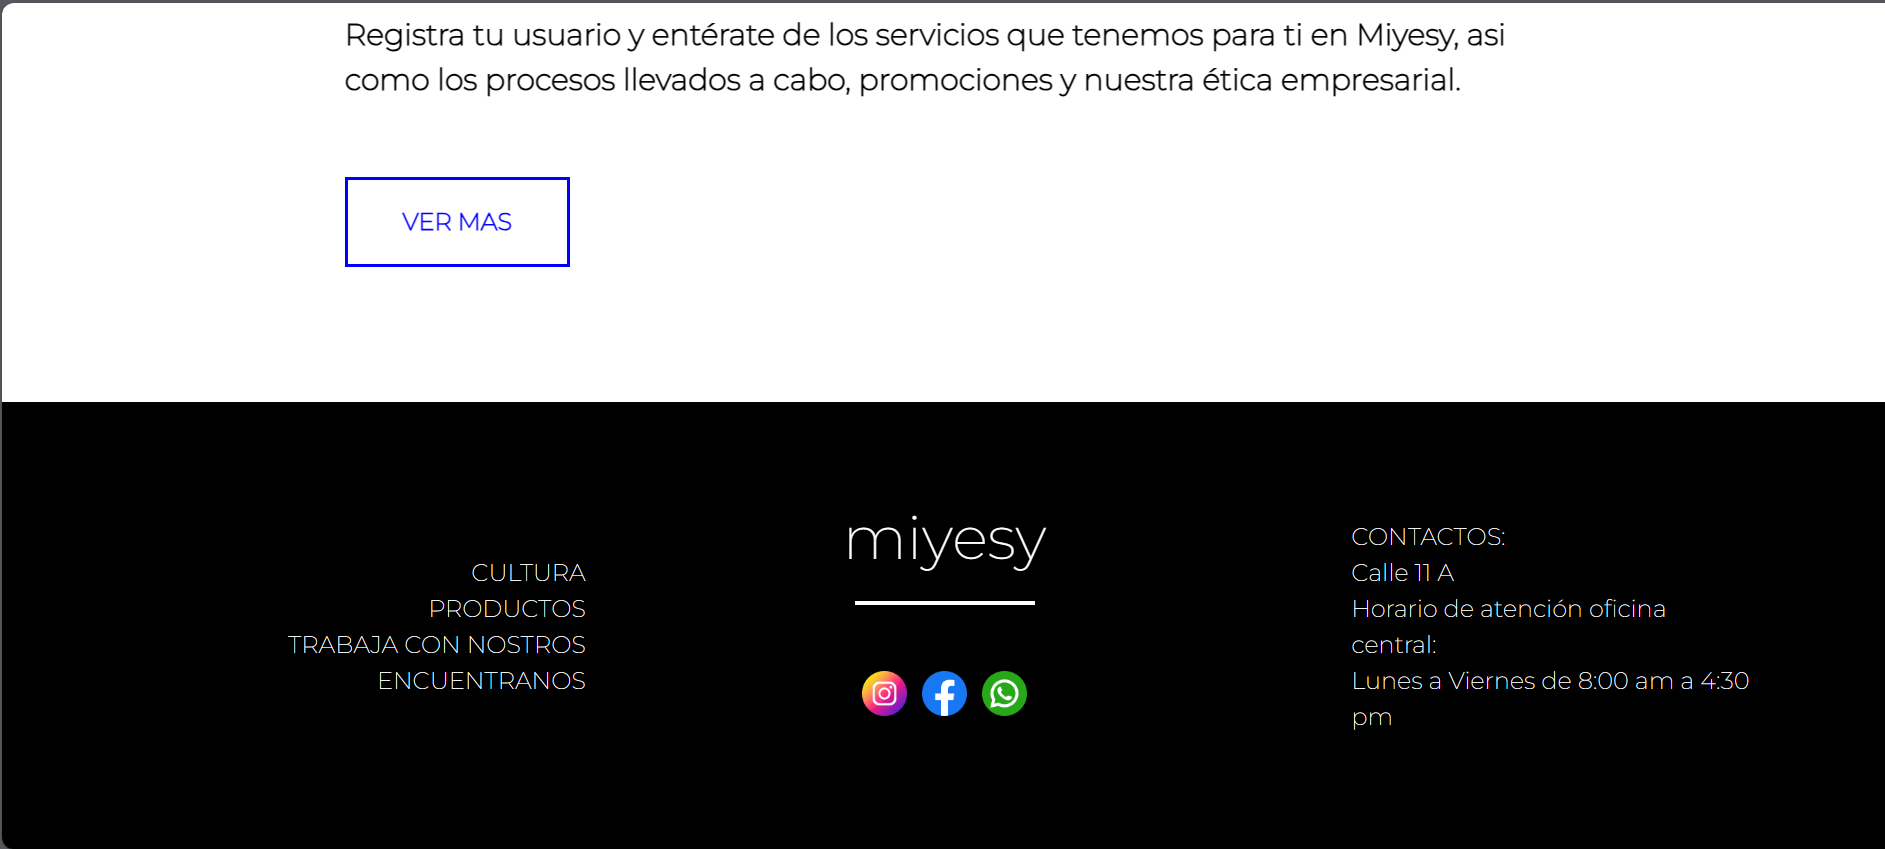 Registra tu usuario y entérate de los servicios que tenemos para ti en Miyesy, asi
como los procesos llevados a cabo, promociones y nuestra ética empresarial.
VER MAS
CULTURA
PRODUCTOS
TRABAJA CON NOSTROS
ENCUENTRANOS
miyesy
CONTACTOS:
Calle 11 A
Horario de atención oficina
central:
Lunes a Viernes de 8:00 am a 4:30
pm